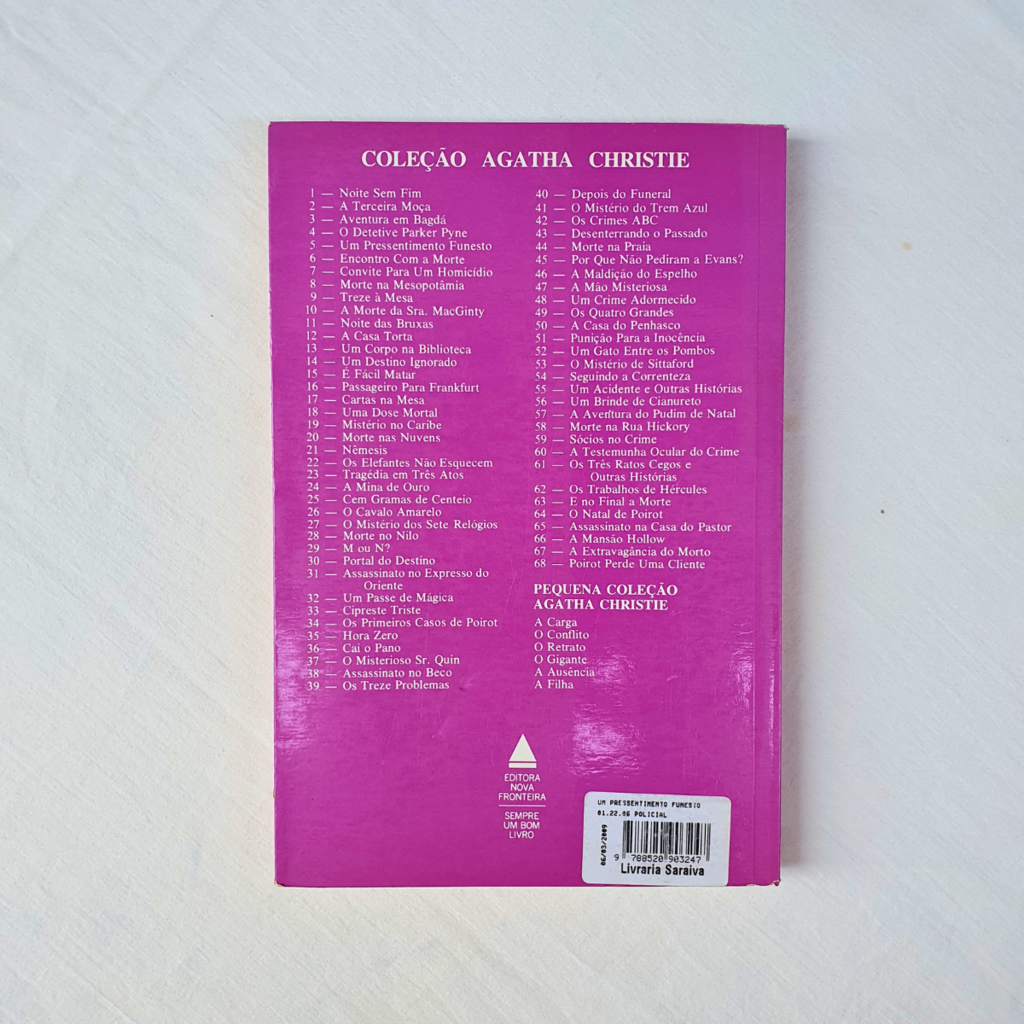 COLEÇÃO AGATHA CHRISTIE
1 — Noite Sem Fim
2 — A Terceira Moça
3 — Aventura em Bagdá
4 — O Detetive Parker Pyne
5 — Um Pressentimento Funesto
6 — Encontro Com a Morte
7 — Convite Para Um Homicídio
8 — Morte na Mesopotâmia
9 — Treze à Mesa
10 — A Morte da Sra. MacGinty
11 — Noite das Bruxas
12 — A Casa Torta
13 — Um Corpo na Biblioteca
14 — Um Destino Ignorado
15 — É Fácil Matar
16 — Passageiro Para Frankfurt
17 — Cartas na Mesa
18 — Uma Dose Mortal
19 — Mistério no Caribe
20 — Morte nas Nuvens
21 — Nêmesis
22 — Os Elefantes Não Esquecem
23 — Tragédia em Três Atos
24 — A Mina de Ouro
25 — Cem Gramas de Centeio
26 — O Cavalo Amarelo
27 — O Mistério dos Sete Relógios
28 — Morte no Nilo
29 — M ou N?
30 — Portal do Destino
31 — Assassinato no Expresso do
Oriente
32 — Um Passe de Mágica
33 — Cipreste Triste
34 — Os Primeiros Casos de Poirot
35 — Hora Zero
36 — Cai o Pano
37 — O Misterioso Sr. Quin
38 — Assassinato no Beco
39 — Os Treze Problemas
40 — Depois do Funeral
41 — O Mistério do Trem Azul
42 — Os Crimes ABC
43 — Desenterrando o Passado
44 — Morte na Praia
45 — Por Que Não Pediram a Evans?
46 — A Maldição do Espelho
47 — A Mão Misteriosa
48 — Um Crime Adormecido
49 — Os Quatro Grandes
50 — A Casa do Penhasco
51 — Punição Para a Inocência
52 — Um Gato Entre os Pombos
53 — O Mistério de Sittaford
54 — Seguindo a Correnteza
55 — Um Acidente e Outras Histórias
56 — Um Brinde de Cianureto
57 — A Aventura do Pudim de Natal
58 — Morte na Rua Hickory
59 — Sócios no Crime
60 — A Testemunha Ocular do Crime
61 — Os Três Ratos Cegos e
Outras Histórias
62 — Os Trabalhos de Hércules
63 — E no Final a Morte
64 — O Natal de Poirot
65 — Assassinato na Casa do Pastor
66 — A Mansão Hollow
67 — A Extravagância do Morto
68 — Poirot Perde Uma Cliente
PEQUENA COLEÇÃO
AGATHA CHRISTIE
A Carga
O Conflito
O Retrato
O Gigante
A Ausência
A Filha
EDITORA
NOVA
FRONTEIRA
SEMPRE
UM BOM
LIVRO
UM PRESSENTIMENTO FUNESTO
01.22.06 POLICIAL
06/03/2009
9 788520 903247
Livraria Saraiva